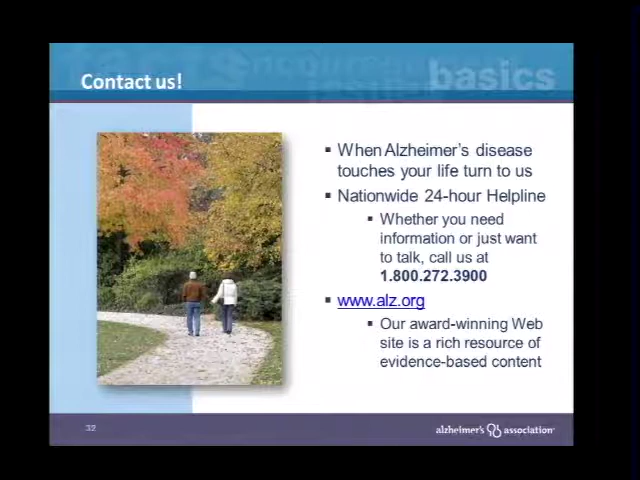 basics
Contact us!
When Alzheimer's disease
touches your life turn to us
Nationwide 24-hour Helpline
Whether you need
information or just want
to talk, call us at
1.800.272.3900
www.alz.org
Our award-winning Web
site is a rich resource of
evidence-based content
32
alzheimer's association